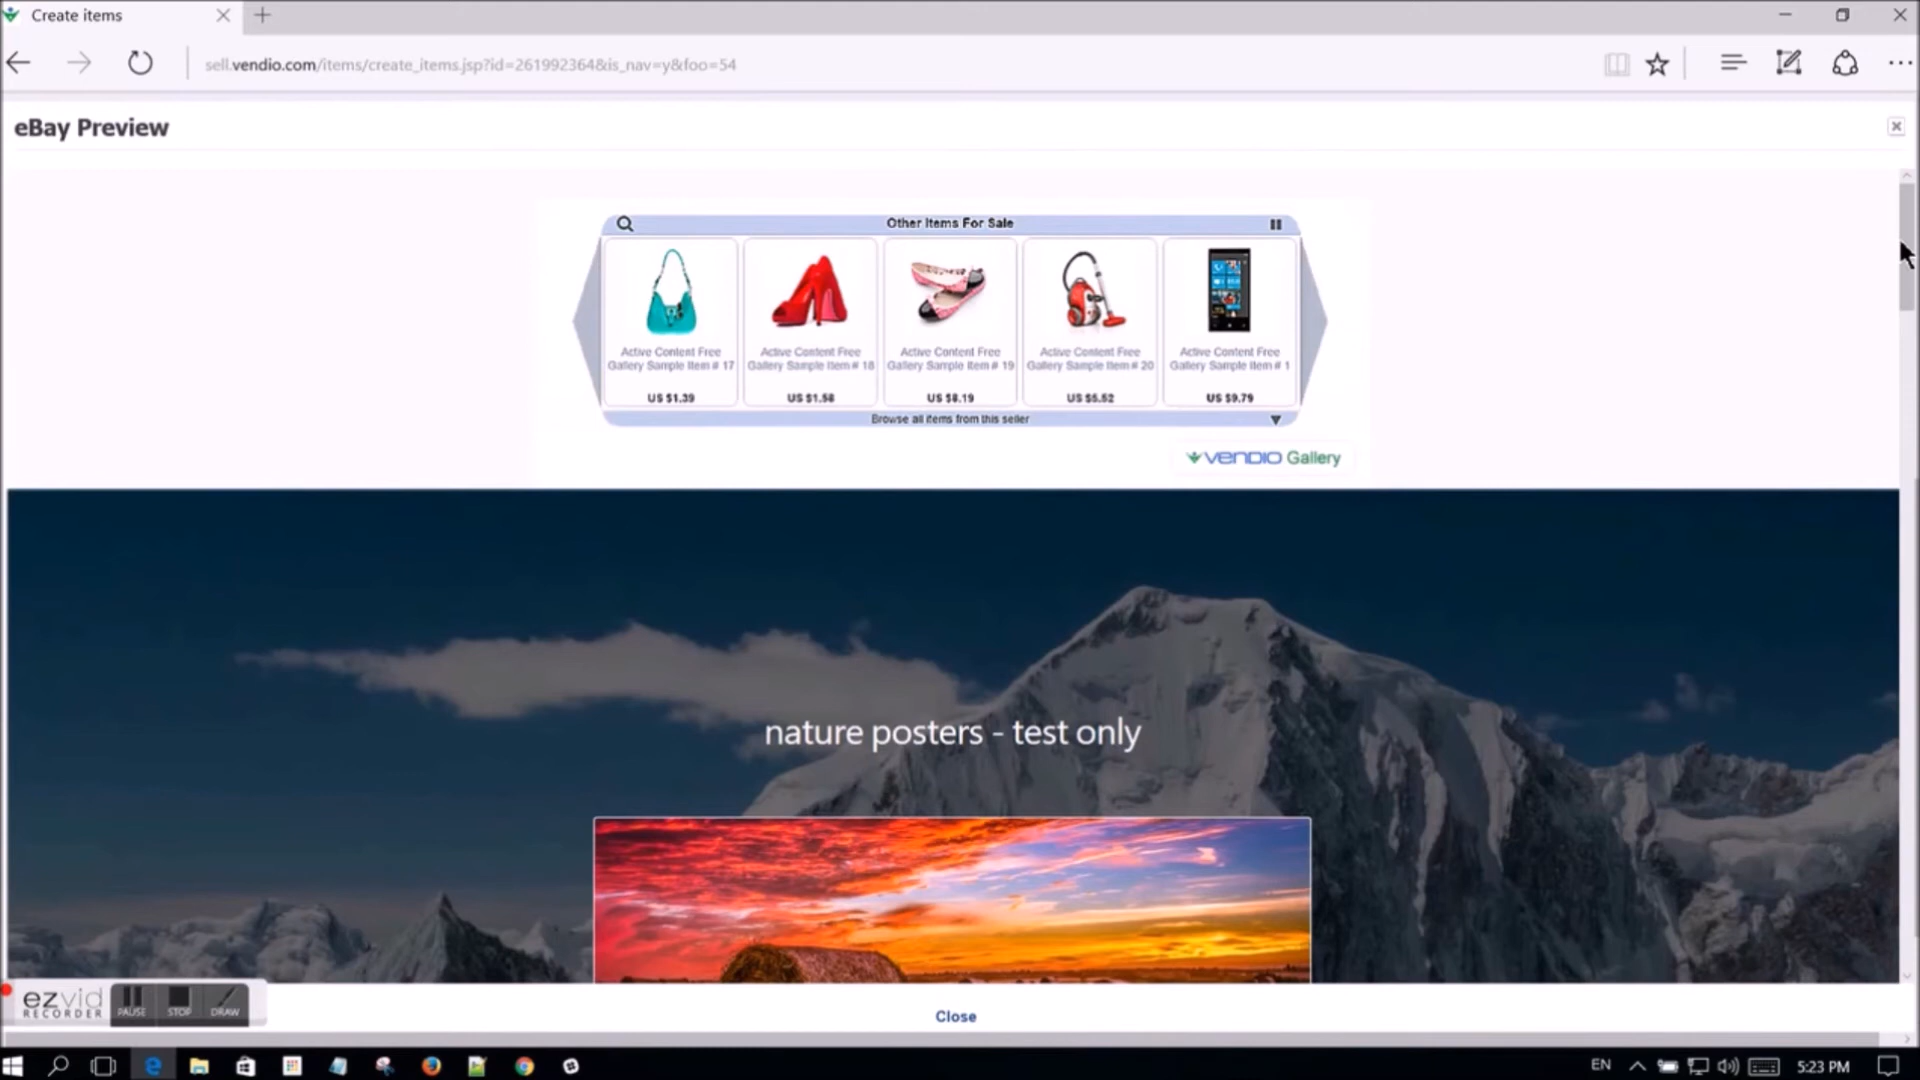 Create items
sell.vendio.com/items/create_items.jsp?id=261992364&is_nav=y&foo=54
eBay Preview
Other Items For Sale
Active Content Free
Gallery Sample Item # 17
US $1.39
Active Content Free
Gallery Sample Item # 18
US $1.58
Active Content Free
Gallery Sample Item # 19
US $8.19
Active Content Free
Gallery Sample Item # 20
US $5.52
Active Content Free
Gallery Sample Item # 1
US $9.79
Browse all items from this seller
VENDIO Gallery
nature posters - test only
ezvid
RECORDER
PAUSE
STOP
DRAW
Close
EN
5:23 PM